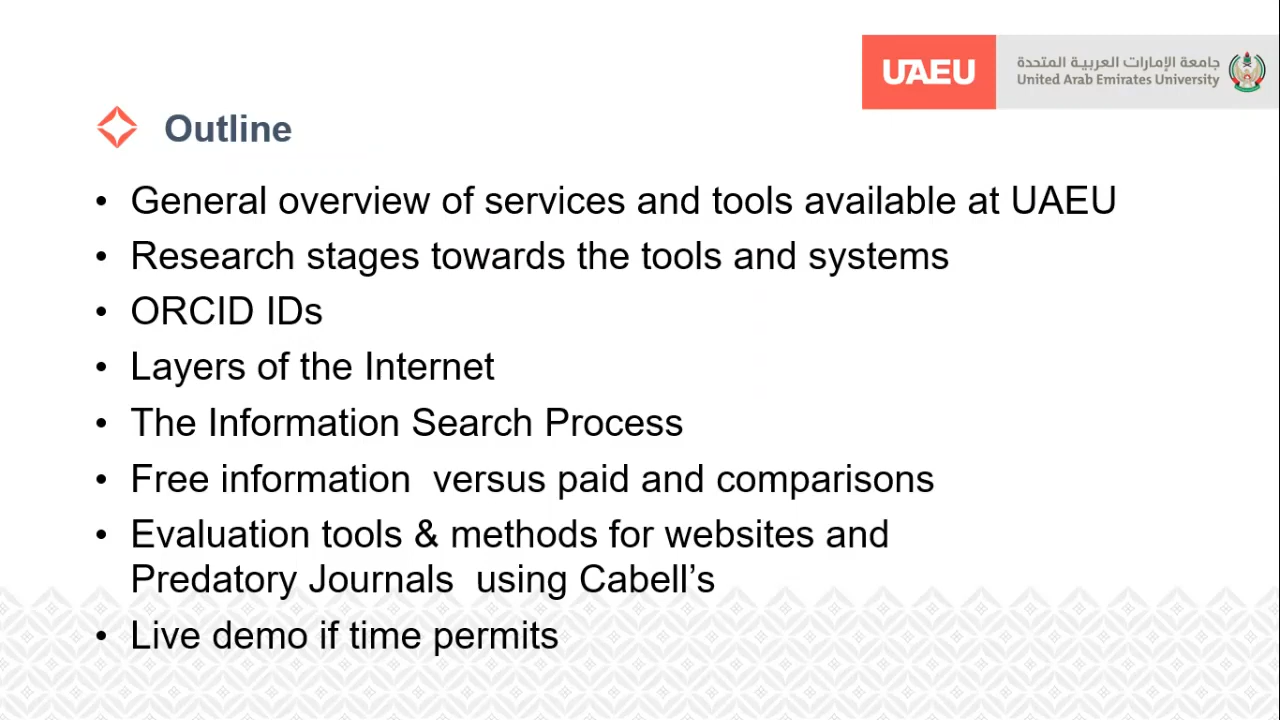 UAEU
جامعة الإمارات العربية المتحدة
United Arab Emirates University
Outline
• General overview of services and tools available at UAEU
• Research stages towards the tools and systems
• ORCID IDs
• Layers of the Internet
• The Information Search Process
• Free information  versus paid and comparisons
• Evaluation tools & methods for websites and
Predatory Journals  using Cabell’s
• Live demo if time permits